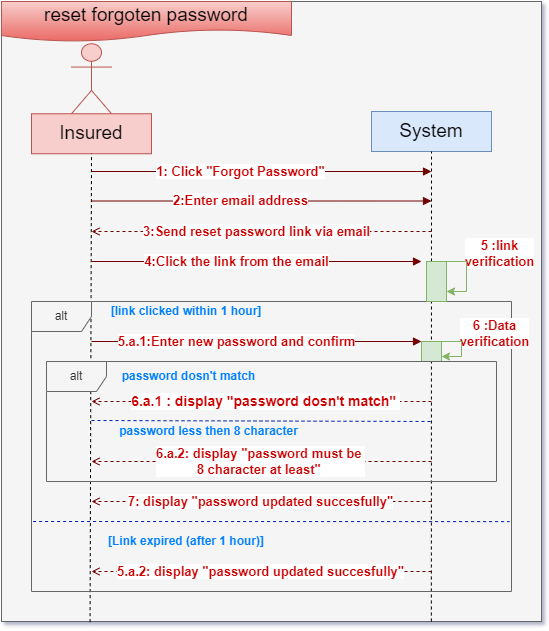 reset forgoten password
Insured
System
1: Click "Forgot Password"
2:Enter email address
3:Send reset password link via email
4:Click the link from the email
5 :link
verification
alt
[link clicked within 1 hour]
5.a.1:Enter new password and confirm
6 :Data
verification
alt
password dosn't match
6.a.1 : display "password dosn't match"
password less then 8 character
6.a.2: display "password must be
8 character at least"
7: display "password updated succesfully"
[Link expired (after 1 hour)]
5.a.2: display "password updated succesfully"